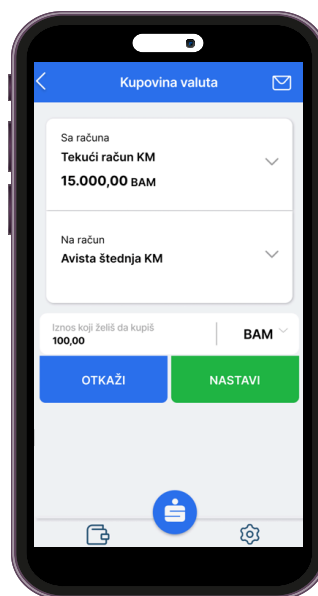 Kupovina valuta
Sa računa
Tekući račun KM
15.000,00 BAM
Na račun
Avista štednja KM
Iznos koji želiš da kupiš
100,00
BAM
OTKAŽI
NASTAVI